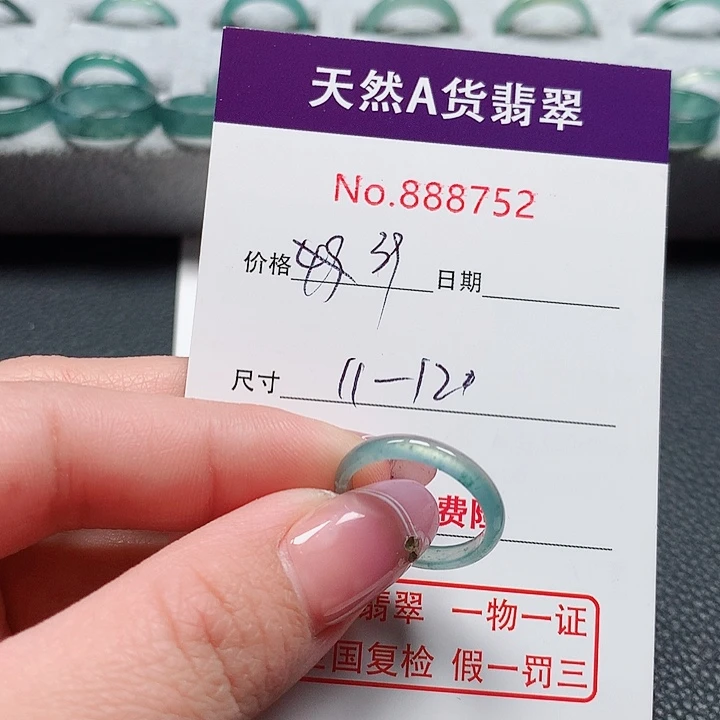 天然A货翡翠
No.888752
价格 39 日期
尺寸 11-12
费
翡翠 一物一证
国复检 假一罚三